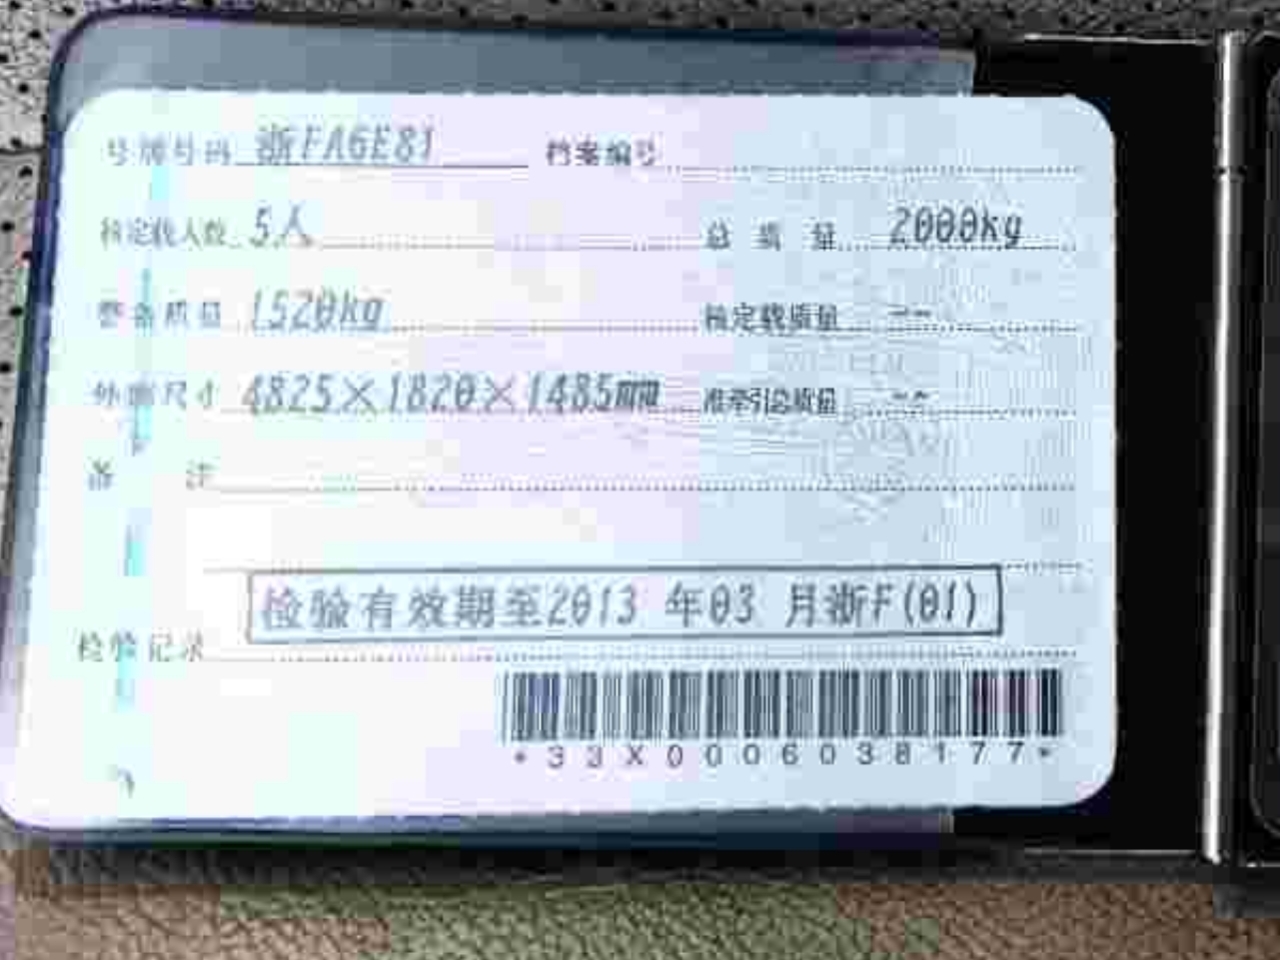 号牌号码 浙FA6E81 档案编号
核定载人数 5人 总质量 2000kg
整备质量 1520kg 核定载质量 --
外廓尺寸 4825×1820×1485mm 准牵引总质量 --
备注
检验有效期至2013 年03 月浙F(01)
检验记录
*33X0006038177*